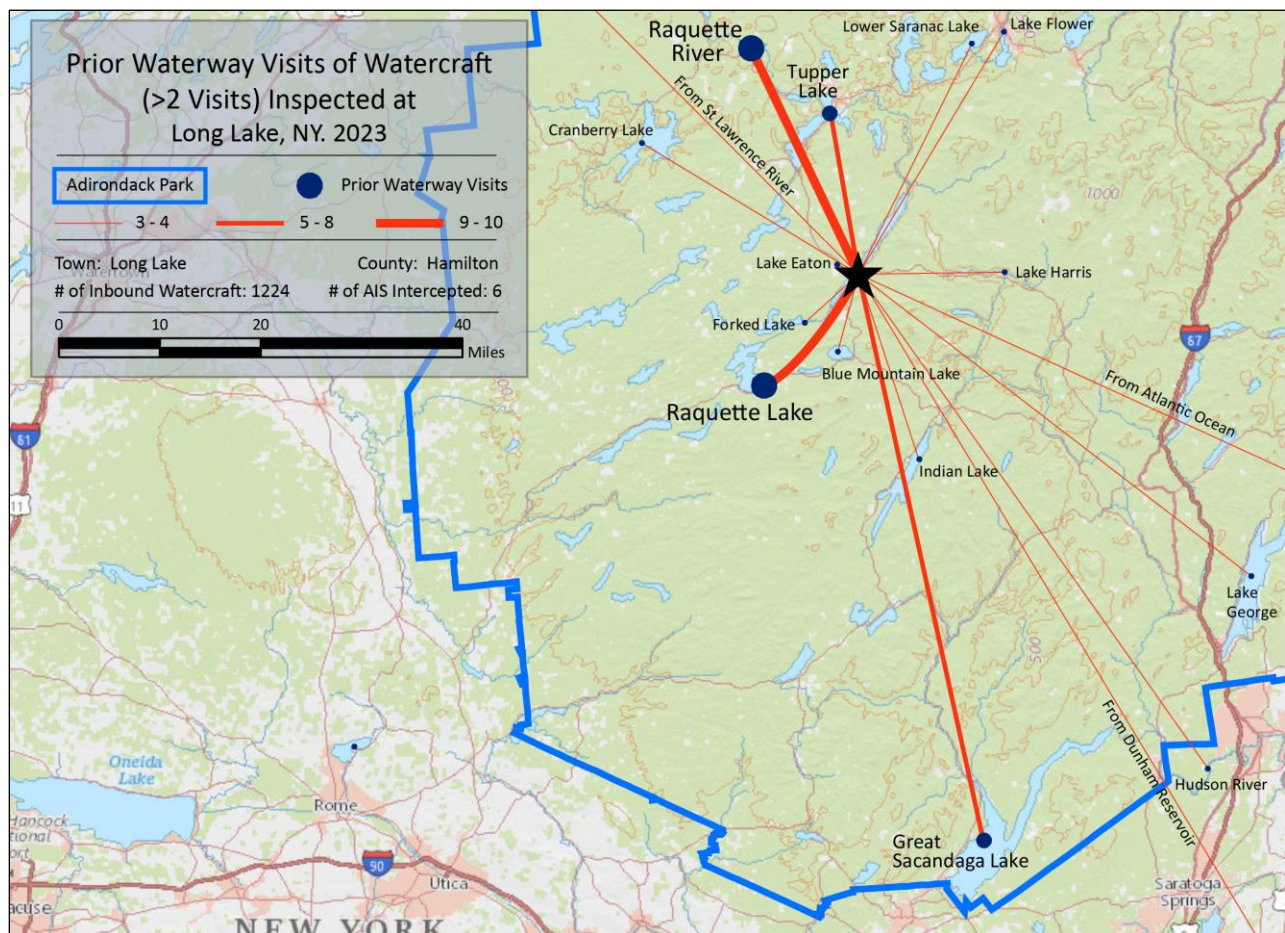 Prior Waterway Visits of Watercraft
(>2 Visits) Inspected at
Long Lake, NY. 2023
Adirondack Park
Prior Waterway Visits
3 - 4
5 - 8
9 - 10
Town: Long Lake
County: Hamilton
# of Inbound Watercraft: 1224
# of AIS Intercepted: 6
0
10
20
40
Miles
Watertown
Raquette
River
Lower Saranac Lake
Lake Flower
Tupper
Lake
From St Lawrence River
Cranberry Lake
1000
Lake Eaton
Lake Harris
Forked Lake
Blue Mountain Lake
Raquette Lake
87
From Atlantic Ocean
81
11
Indian Lake
Lake
George
500
From Dunham Reservoir
Hudson River
Oneida
Lake
Rome
Hancock
90
Utica
Great
Sacandaga Lake
Saratoga
Springs
acuse
NEW YORK